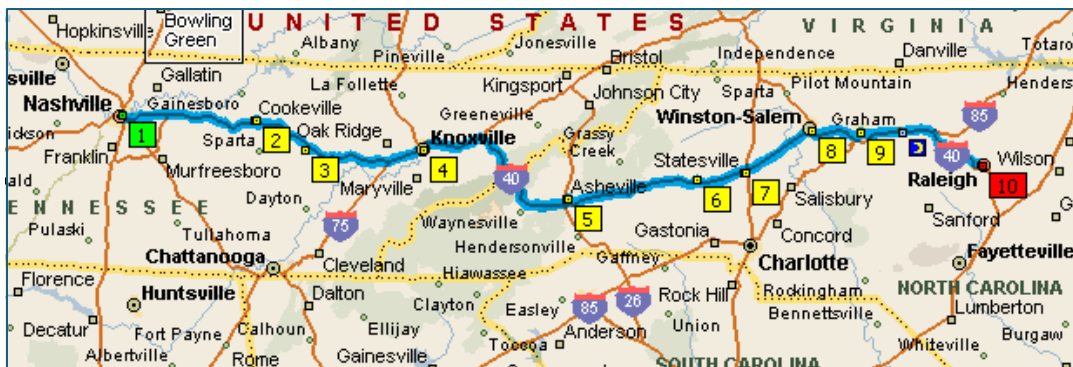 Hopkinsville
Bowling
Green
UNITED STATES
VIRGINIA
Albany
Pineville
Jonesville
Bristol
Independence
Danville
Totaro
sville
Gallatin
La Follette
Kingsport
Sparta
Pilot Mountain
Henders
Nashville
Gainesboro
Cookeville
Greeneville
Johnson City
Winston-Salem
Graham
85
ickson
1
Sparta
2
Oak Ridge
Knoxville
Grassy
Creek
8
9
40
Wilson
Franklin
Murfreesboro
3
4
Statesville
Raleigh
10
ald
Maryville
40
Asheville
6
7
Salisbury
ENNESSEE
Dayton
75
Waynesville
5
Sanford
G
Pulaski
Tullahoma
Hendersonville
Gastonia
Concord
Fayetteville
Chattanooga
Cleveland
Hiawassee
Gaffney
Charlotte
Florence
Huntsville
Dalton
Clayton
Easley
85
26
Rock Hill
Rockingham
NORTH CAROLINA
Bennettsville
Lumberton
Decatur
Fort Payne
Calhoun
Ellijay
Anderson
Union
Burgaw
Albertville
Rome
Gainesville
Toccoa
SOUTH CAROLINA
Whiteville